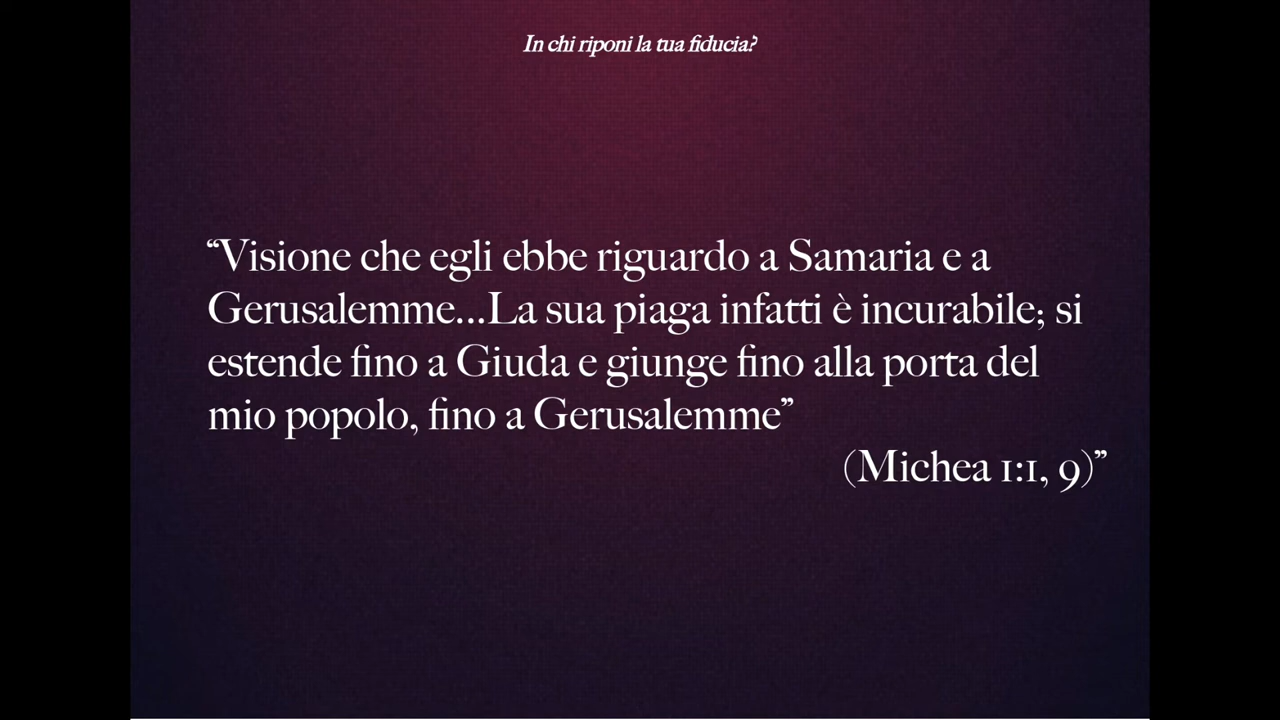 In chi riponi la tua fiducia?
“Visione che egli ebbe riguardo a Samaria e a
Gerusalemme...La sua piaga infatti è incurabile; si
estende fino a Giuda e giunge fino alla porta del
mio popolo, fino a Gerusalemme”
(Michea 1:1, 9)”